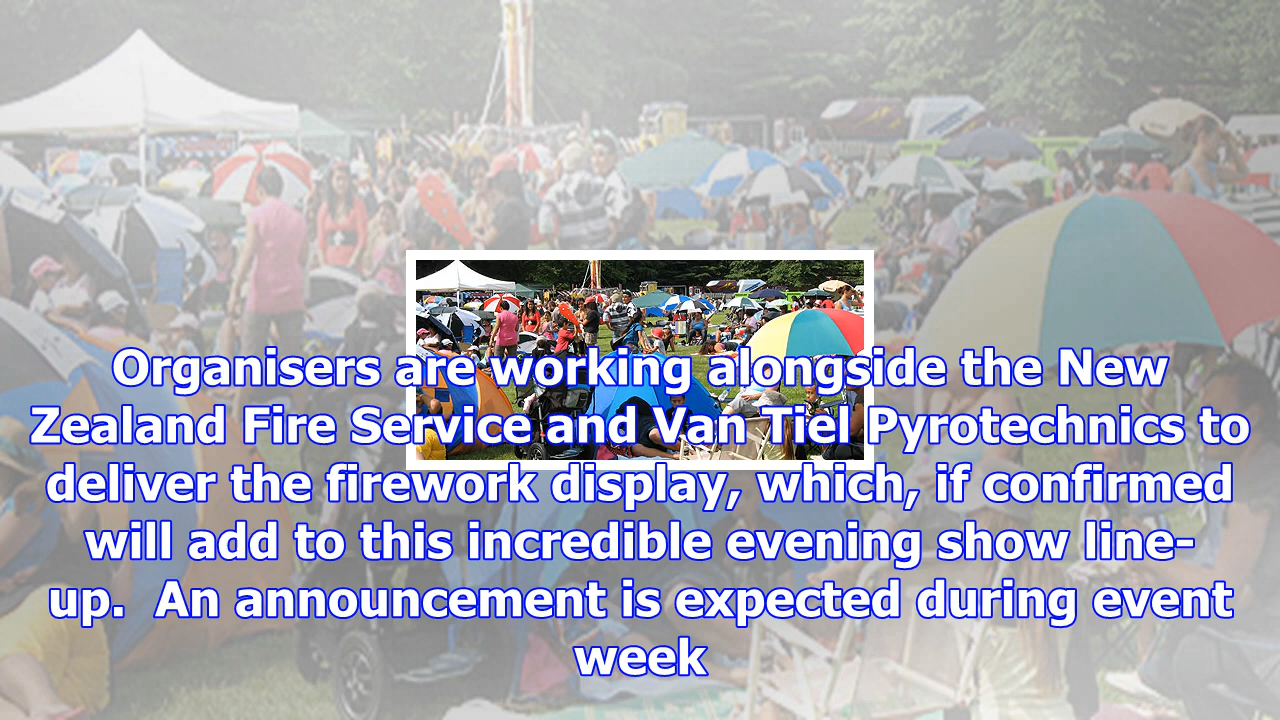 Organisers are working alongside the New
Zealand Fire Service and Van Tiel Pyrotechnics to
deliver the firework display, which, if confirmed
will add to this incredible evening show line-
up.  An announcement is expected during event
week